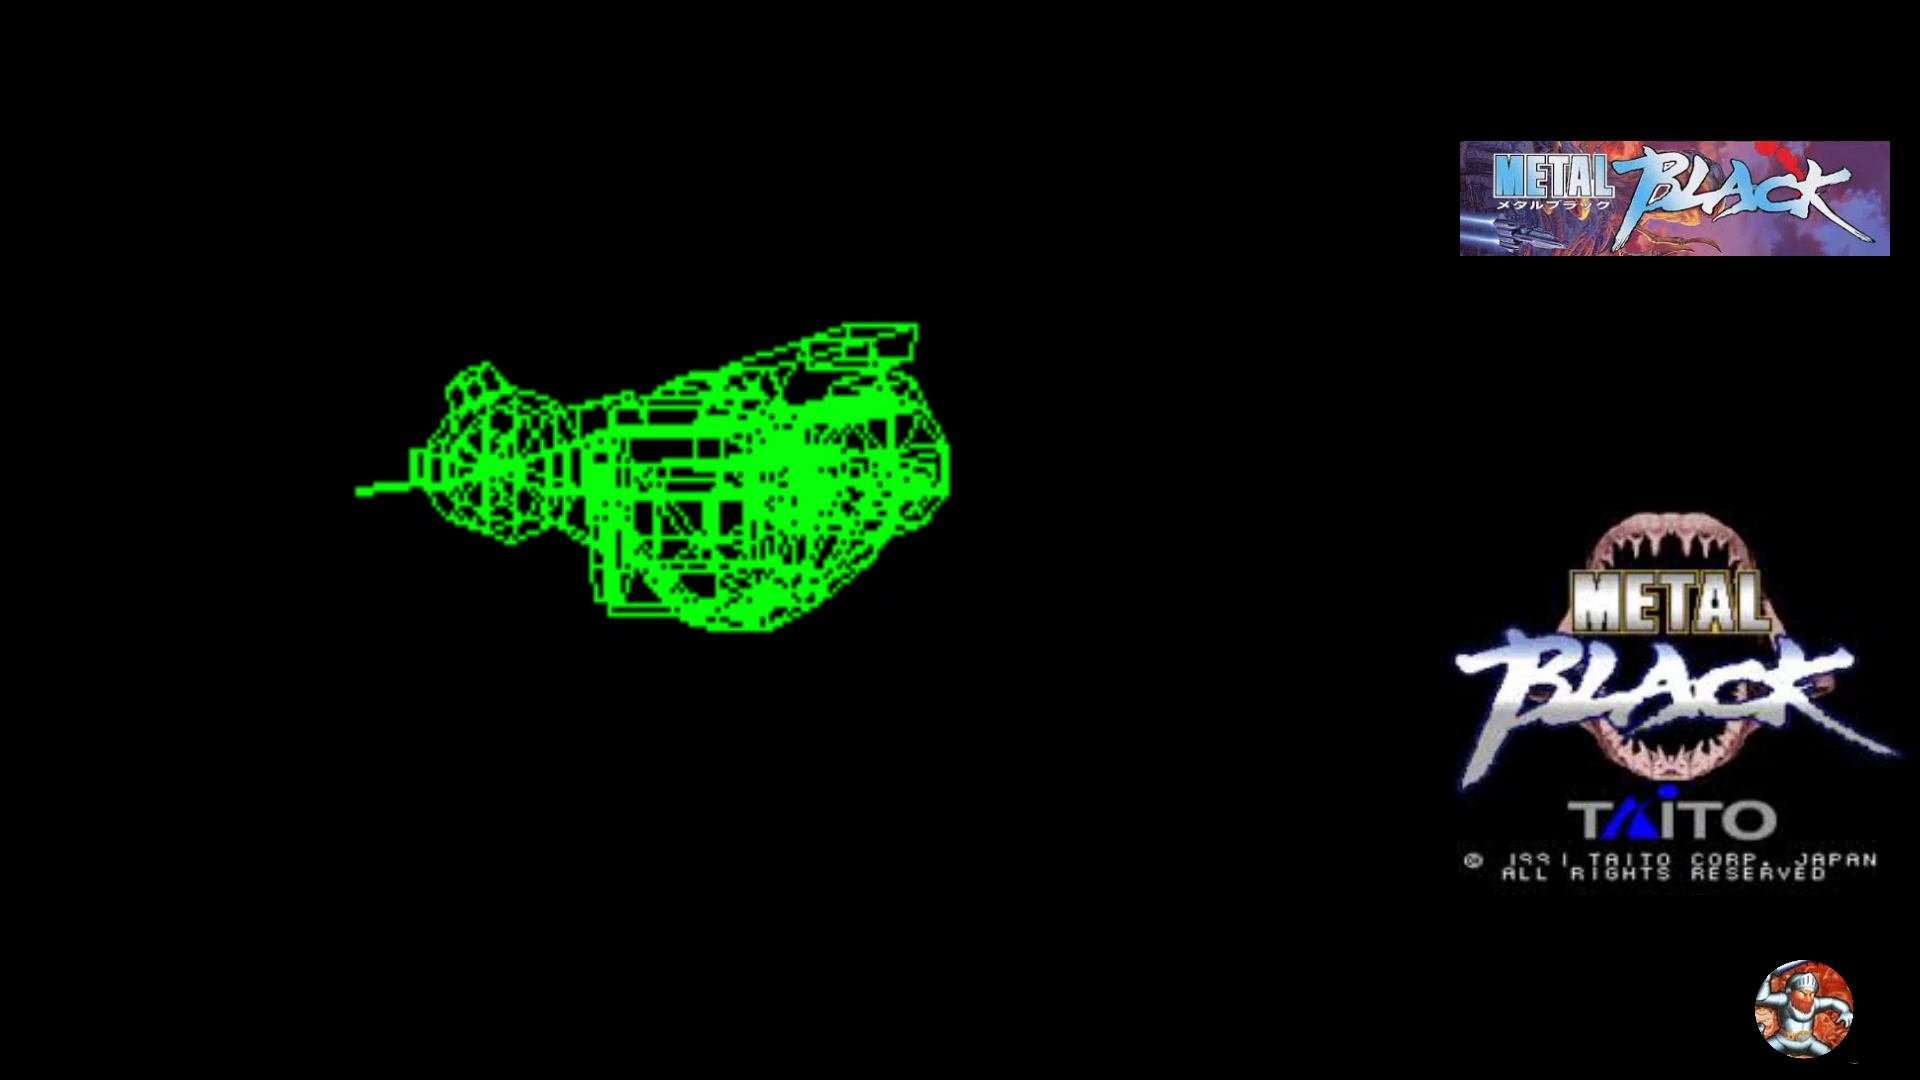 METAL BLACK
メタルブラック
METAL
BLACK
TAITO
© 1991 TAITO CORP. JAPAN
ALL RIGHTS RESERVED